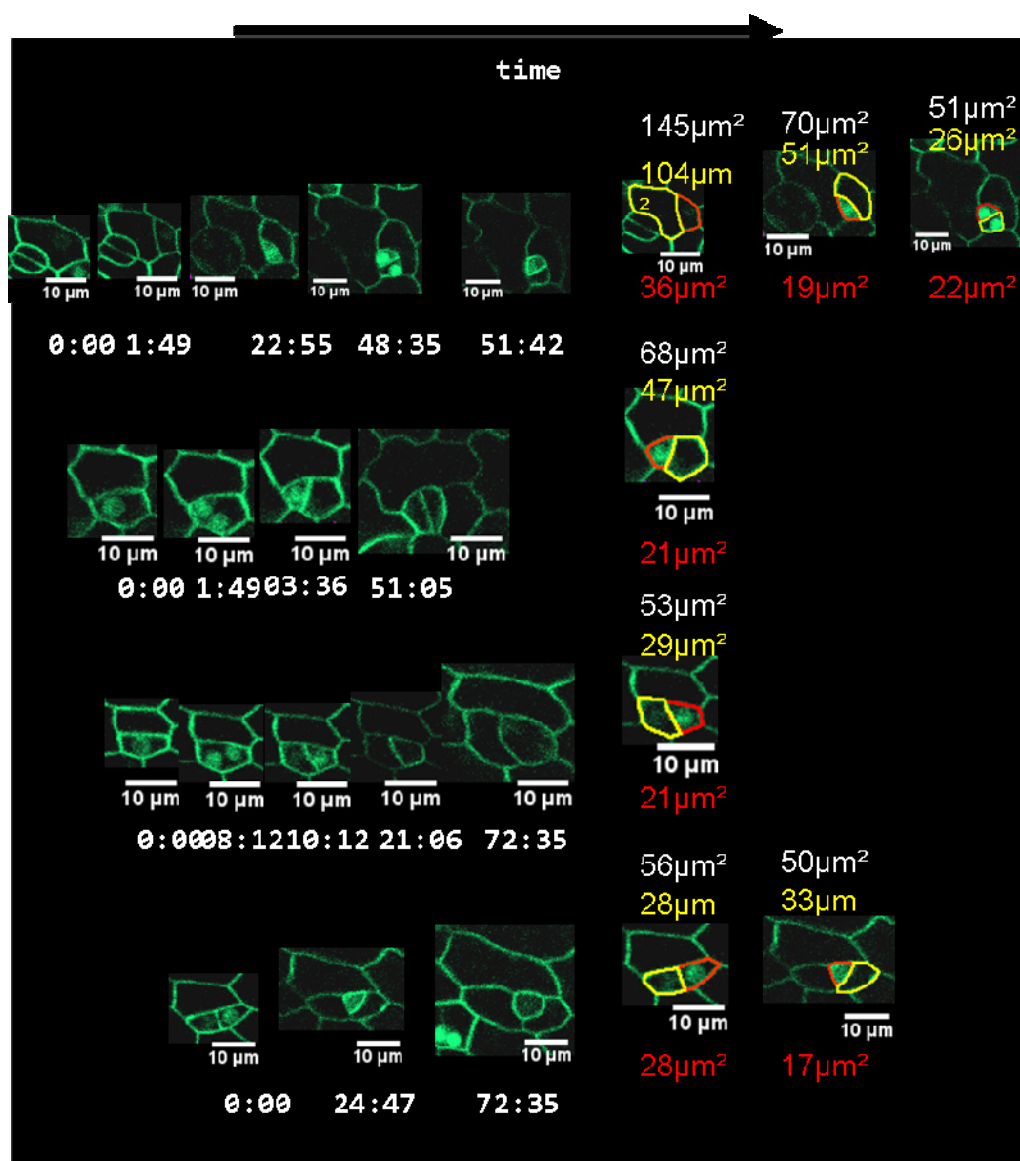 time
145µm² 70µm² 51µm²
104µm 51µm² 26µm²
2
10 µm 10 µm 10 µm 10 µm 10 µm 10 µm 10 µm 10 µm
36µm² 19µm² 22µm²
0:00 1:49 22:55 48:35 51:42
68µm²
47µm²
10 µm 10 µm 10 µm 10 µm 10 µm
21µm²
0:00 1:49 03:36 51:05
53µm²
29µm²
10 µm 10 µm 10 µm 10 µm 10 µm 10 µm
21µm²
0:00 08:12 10:12 21:06 72:35
56µm² 50µm²
28µm 33µm
10 µm 10 µm 10 µm 10 µm 10 µm
28µm² 17µm²
0:00 24:47 72:35